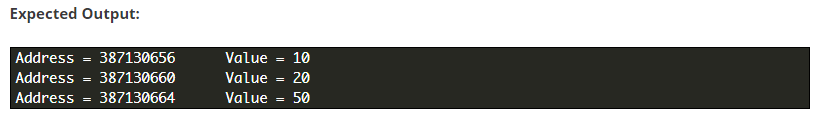 Expected Output:
Address = 387130656 Value = 10
Address = 387130660 Value = 20
Address = 387130664 Value = 50